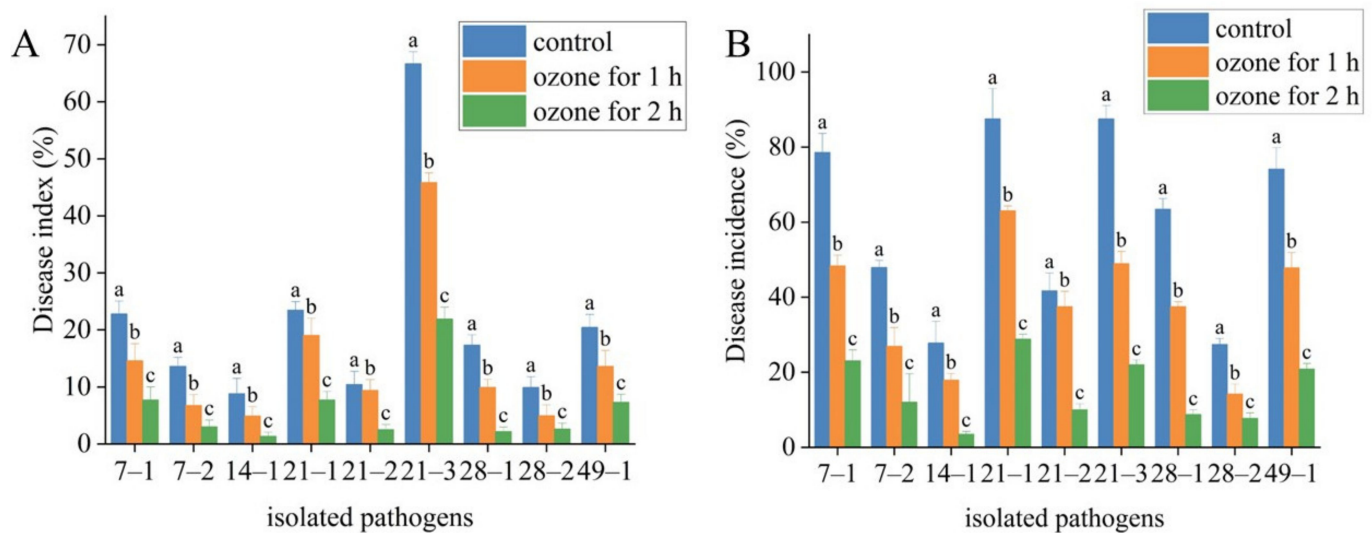 A
Disease index (%)
70
60
50
40
30
20
10
0
control
ozone for 1 h
ozone for 2 h
a
b
c
a
b
c
a
b
c
a
b
c
a
b
c
a
b
c
a
b
c
a
b
c
a
b
c
7–1 7–2 14–1 21–1 21–2 21–3 28–1 28–2 49–1
isolated pathogens
B
Disease incidence (%)
100
80
60
40
20
0
control
ozone for 1 h
ozone for 2 h
a
b
c
a
b
c
a
b
c
a
b
c
a
b
c
a
b
c
a
b
c
a
b
c
a
b
c
7–1 7–2 14–1 21–1 21–2 21–3 28–1 28–2 49–1
isolated pathogens